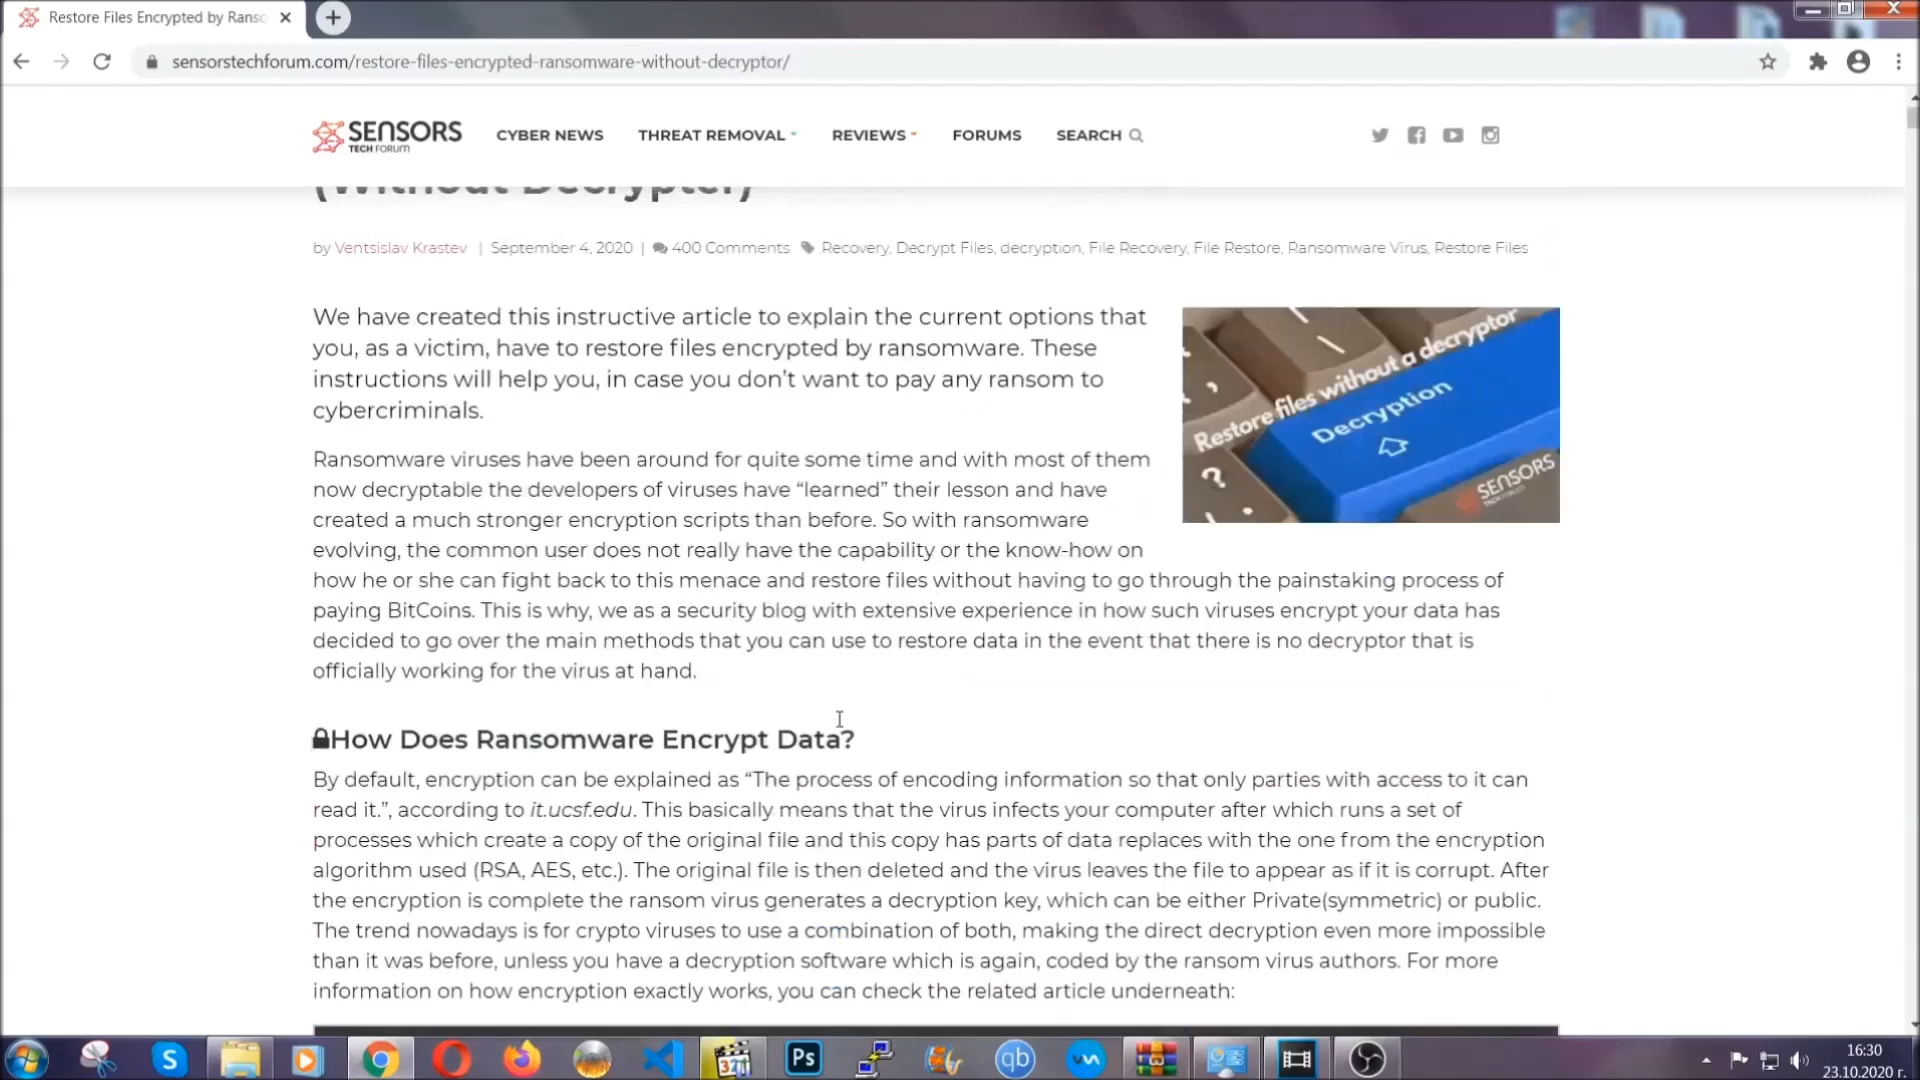 Restore Files Encrypted by Ranso
sensorstechforum.com/restore-files-encrypted-ransomware-without-decryptor/
SENSORS
TECH FORUM
CYBER NEWS THREAT REMOVAL REVIEWS FORUMS SEARCH
(Without Decrypter)
by Ventsislav Krastev | September 4, 2020 | 400 Comments Recovery, Decrypt Files, decryption, File Recovery, File Restore, Ransomware Virus, Restore Files
We have created this instructive article to explain the current options that
you, as a victim, have to restore files encrypted by ransomware. These
instructions will help you, in case you don't want to pay any ransom to
cybercriminals.
Restore files without a decryptor
Decryption
SENSORS
TECH FORUM
Ransomware viruses have been around for quite some time and with most of them
now decryptable the developers of viruses have “learned” their lesson and have
created a much stronger encryption scripts than before. So with ransomware
evolving, the common user does not really have the capability or the know-how on
how he or she can fight back to this menace and restore files without having to go through the painstaking process of
paying BitCoins. This is why, we as a security blog with extensive experience in how such viruses encrypt your data has
decided to go over the main methods that you can use to restore data in the event that there is no decryptor that is
officially working for the virus at hand.
How Does Ransomware Encrypt Data?
By default, encryption can be explained as “The process of encoding information so that only parties with access to it can
read it.”, according to it.ucsf.edu. This basically means that the virus infects your computer after which runs a set of
processes which create a copy of the original file and this copy has parts of data replaces with the one from the encryption
algorithm used (RSA, AES, etc.). The original file is then deleted and the virus leaves the file to appear as if it is corrupt. After
the encryption is complete the ransom virus generates a decryption key, which can be either Private(symmetric) or public.
The trend nowadays is for crypto viruses to use a combination of both, making the direct decryption even more impossible
than it was before, unless you have a decryption software which is again, coded by the ransom virus authors. For more
information on how encryption exactly works, you can check the related article underneath:
S
321
Ps
qb
16:30
23.10.2020 г.